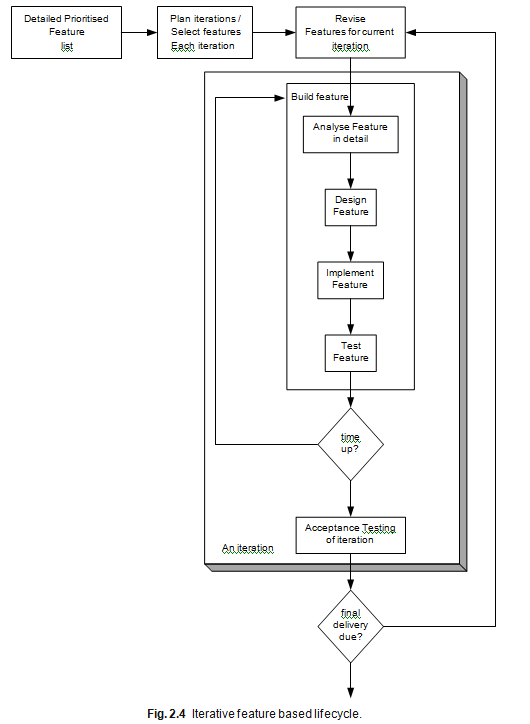 Detailed Prioritised
Feature
list
Plan iterations /
Select features
Each iteration
Revise
Features for current
iteration
Build feature
Analyse Feature
in detail
Design
Feature
Implement
Feature
Test
Feature
time
up?
Acceptance Testing
of iteration
An iteration
final
delivery
due?
Fig. 2.4 Iterative feature based lifecycle.